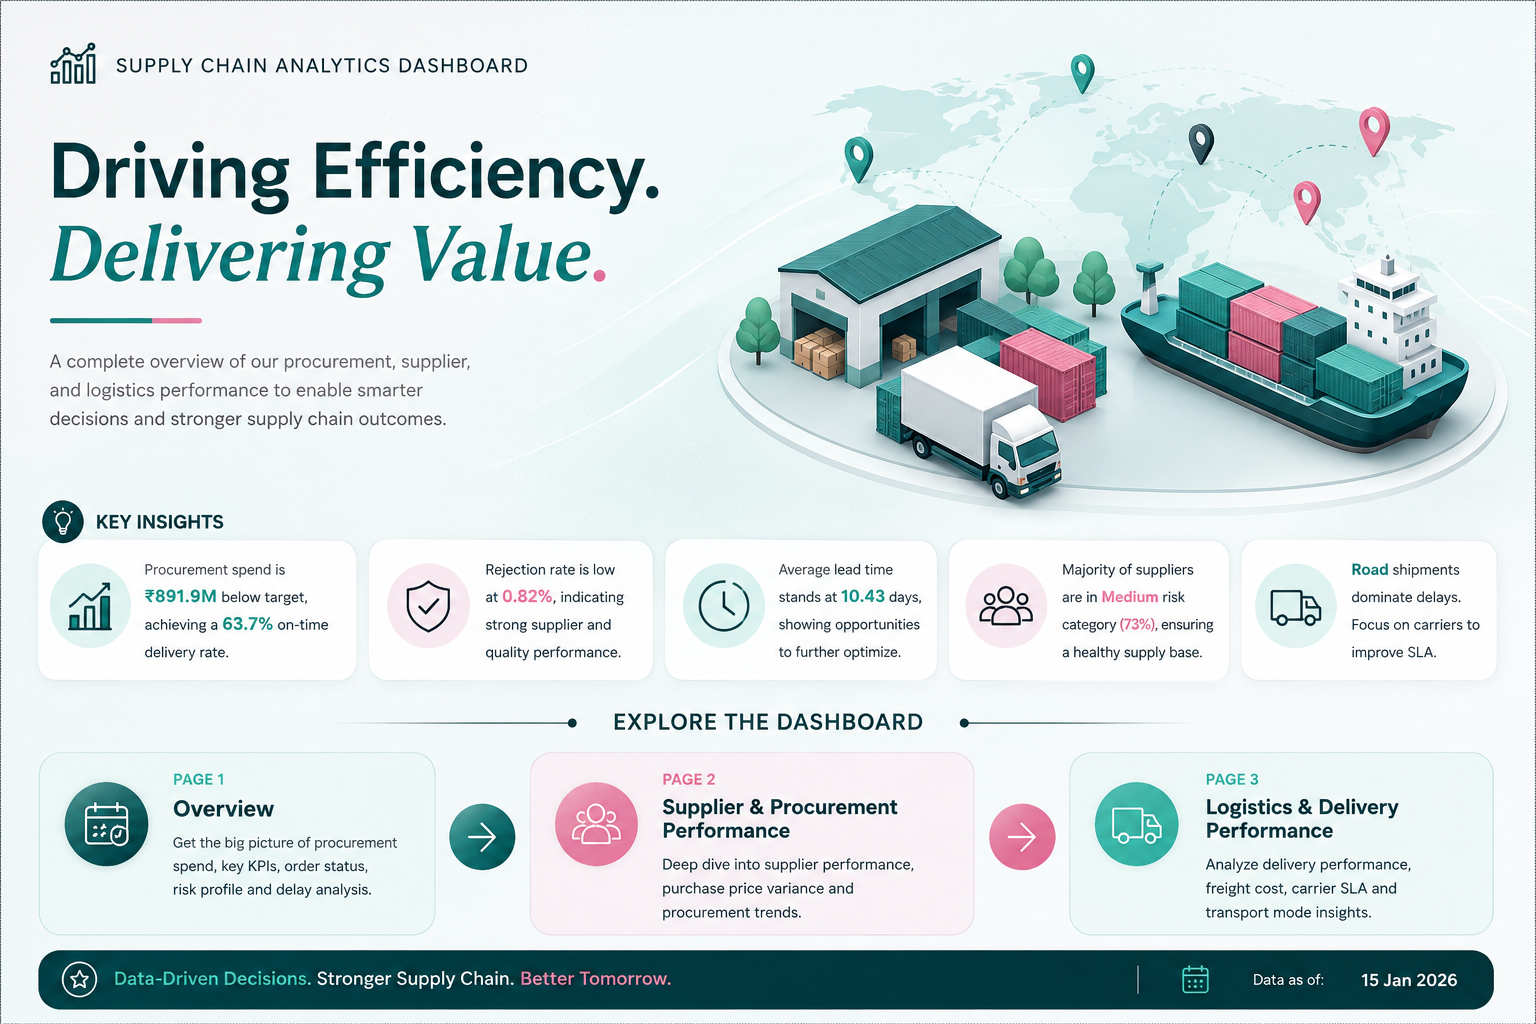 SUPPLY CHAIN ANALYTICS DASHBOARD
Driving Efficiency.
Delivering Value.
A complete overview of our procurement, supplier,
and logistics performance to enable smarter
decisions and stronger supply chain outcomes.
KEY INSIGHTS
Procurement spend is
₹891.9M below target,
achieving a 63.7% on-time
delivery rate.
Rejection rate is low
at 0.82%, indicating
strong supplier and
quality performance.
Average lead time
stands at 10.43 days,
showing opportunities
to further optimize.
Majority of suppliers
are in Medium risk
category (73%), ensuring
a healthy supply base.
Road shipments
dominate delays.
Focus on carriers to
improve SLA.
EXPLORE THE DASHBOARD
PAGE 1
Overview
Get the big picture of procurement
spend, key KPIs, order status,
risk profile and delay analysis.
PAGE 2
Supplier & Procurement
Performance
Deep dive into supplier performance,
purchase price variance and
procurement trends.
PAGE 3
Logistics & Delivery
Performance
Analyze delivery performance,
freight cost, carrier SLA and
transport mode insights.
Data-Driven Decisions. Stronger Supply Chain. Better Tomorrow.
Data as of: 15 Jan 2026